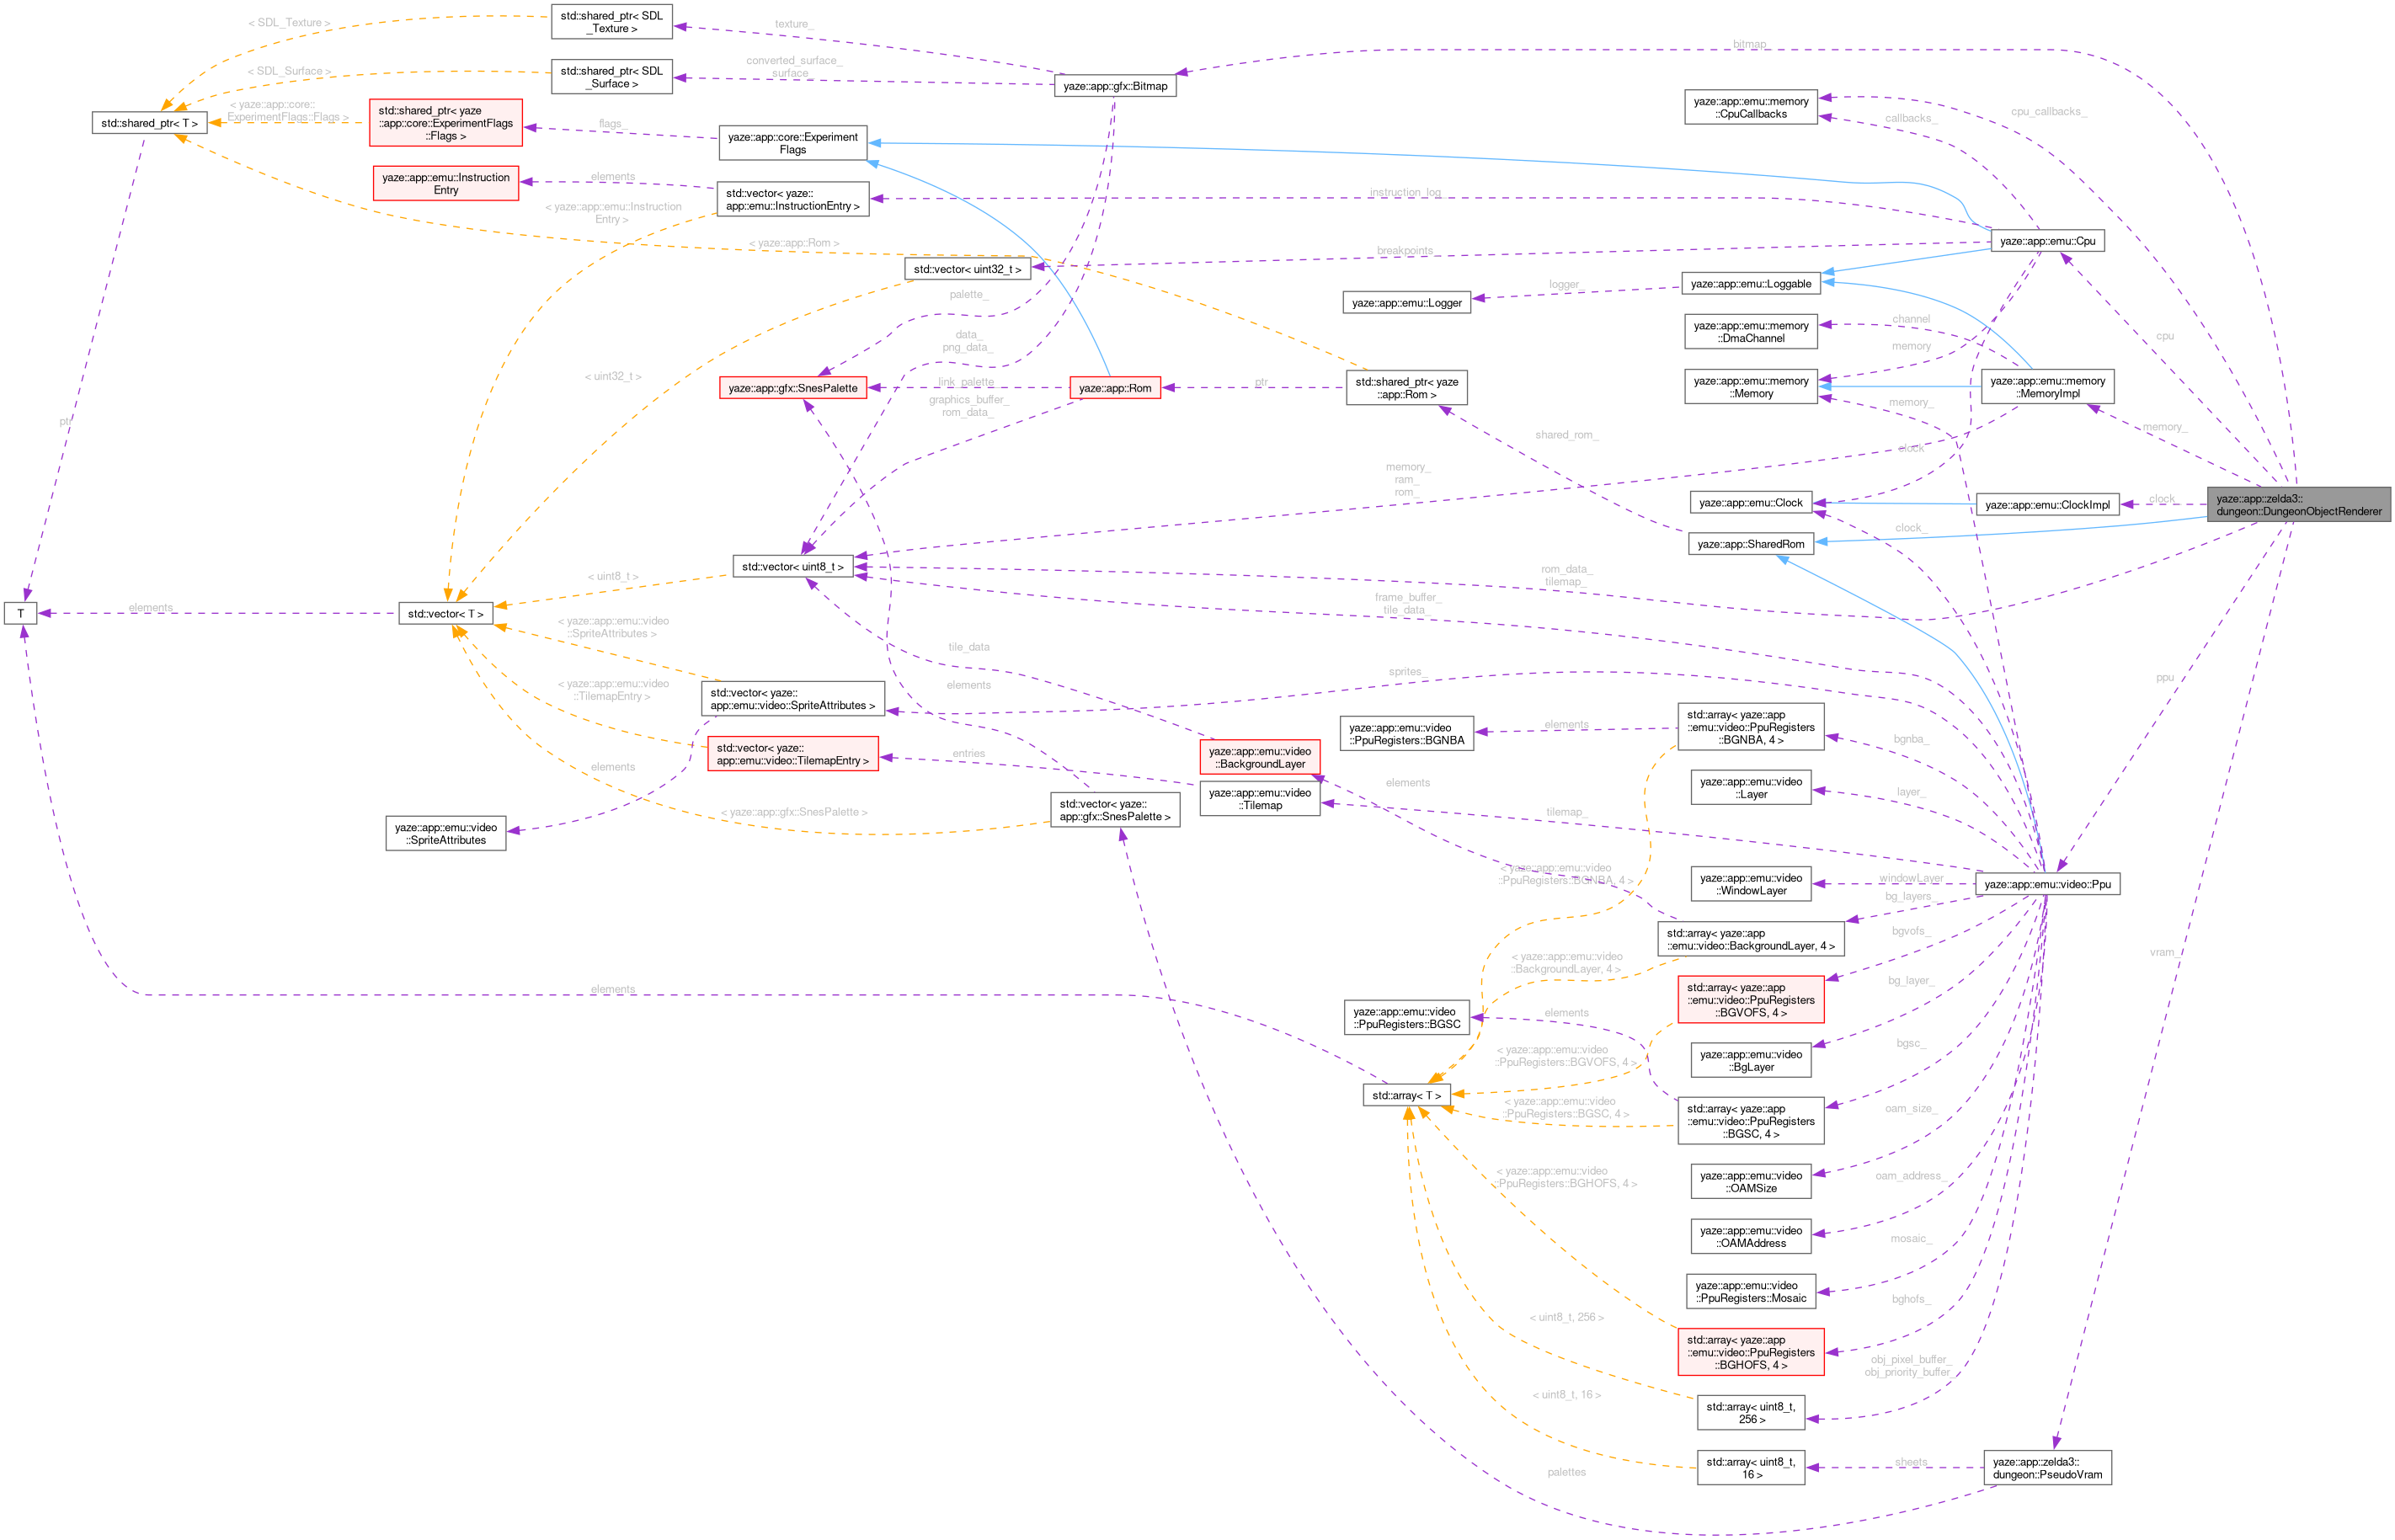 std::shared_ptr< SDL
_Texture >
< SDL_Texture >
texture_
bitmap
std::shared_ptr< SDL
_Surface >
< SDL_Surface >
converted_surface_
surface_
yaze::app::gfx::Bitmap
std::shared_ptr< T >
< yaze::app::core::
ExperimentFlags::Flags >
std::shared_ptr< yaze
::app::core::ExperimentFlags
::Flags >
flags_
yaze::app::core::Experiment
Flags
yaze::app::emu::memory
::CpuCallbacks
callbacks_
cpu_callbacks_
yaze::app::emu::Instruction
Entry
elements
std::vector< yaze::
app::emu::InstructionEntry >
instruction_log
< yaze::app::emu::Instruction
Entry >
< yaze::app::Rom >
breakpoints_
yaze::app::emu::Cpu
std::vector< uint32_t >
yaze::app::emu::Loggable
logger_
yaze::app::emu::Logger
palette_
data_
png_data_
yaze::app::emu::memory
::DmaChannel
channel
memory
cpu
< uint32_t >
yaze::app::gfx::SnesPalette
link_palette
yaze::app::Rom
ptr
std::shared_ptr< yaze
::app::Rom >
yaze::app::emu::memory
::Memory
yaze::app::emu::memory
::MemoryImpl
graphics_buffer_
rom_data_
memory_
memory_
ptr
shared_rom_
clock
memory_
ram_
rom_
yaze::app::emu::Clock
yaze::app::emu::ClockImpl
clock_
yaze::app::zelda3::
dungeon::DungeonObjectRenderer
clock_
yaze::app::SharedRom
std::vector< uint8_t >
< uint8_t >
rom_data_
tilemap_
frame_buffer_
tile_data_
T
elements
std::vector< T >
< yaze::app::emu::video
::SpriteAttributes >
tile_data
sprites_
ppu
< yaze::app::emu::video
::TilemapEntry >
std::vector< yaze::
app::emu::video::SpriteAttributes >
elements
std::array< yaze::app
::emu::video::PpuRegisters
::BGNBA, 4 >
elements
yaze::app::emu::video
::PpuRegisters::BGNBA
bgnba_
std::vector< yaze::
app::emu::video::TilemapEntry >
entries
yaze::app::emu::video
::BackgroundLayer
elements
elements
yaze::app::emu::video
::Tilemap
tilemap_
yaze::app::emu::video
::Layer
layer_
std::vector< yaze::
app::gfx::SnesPalette >
< yaze::app::gfx::SnesPalette >
yaze::app::emu::video
::SpriteAttributes
< yaze::app::emu::video
::PpuRegisters::BGNBA, 4 >
yaze::app::emu::video
::WindowLayer
windowLayer
yaze::app::emu::video::Ppu
bg_layers_
std::array< yaze::app
::emu::video::BackgroundLayer, 4 >
bgvofs_
< yaze::app::emu::video
::BackgroundLayer, 4 >
vram_
std::array< yaze::app
::emu::video::PpuRegisters
::BGVOFS, 4 >
bg_layer_
elements
yaze::app::emu::video
::PpuRegisters::BGSC
elements
< yaze::app::emu::video
::PpuRegisters::BGVOFS, 4 >
yaze::app::emu::video
::BgLayer
bgsc_
std::array< T >
< yaze::app::emu::video
::PpuRegisters::BGSC, 4 >
std::array< yaze::app
::emu::video::PpuRegisters
::BGSC, 4 >
oam_size_
yaze::app::emu::video
::OAMSize
< yaze::app::emu::video
::PpuRegisters::BGHOFS, 4 >
oam_address_
yaze::app::emu::video
::OAMAddress
mosaic_
yaze::app::emu::video
::PpuRegisters::Mosaic
bghofs_
< uint8_t, 256 >
std::array< yaze::app
::emu::video::PpuRegisters
::BGHOFS, 4 >
obj_pixel_buffer_
obj_priority_buffer_
< uint8_t, 16 >
std::array< uint8_t,
256 >
palettes
std::array< uint8_t,
16 >
sheets
yaze::app::zelda3::
dungeon::PseudoVram